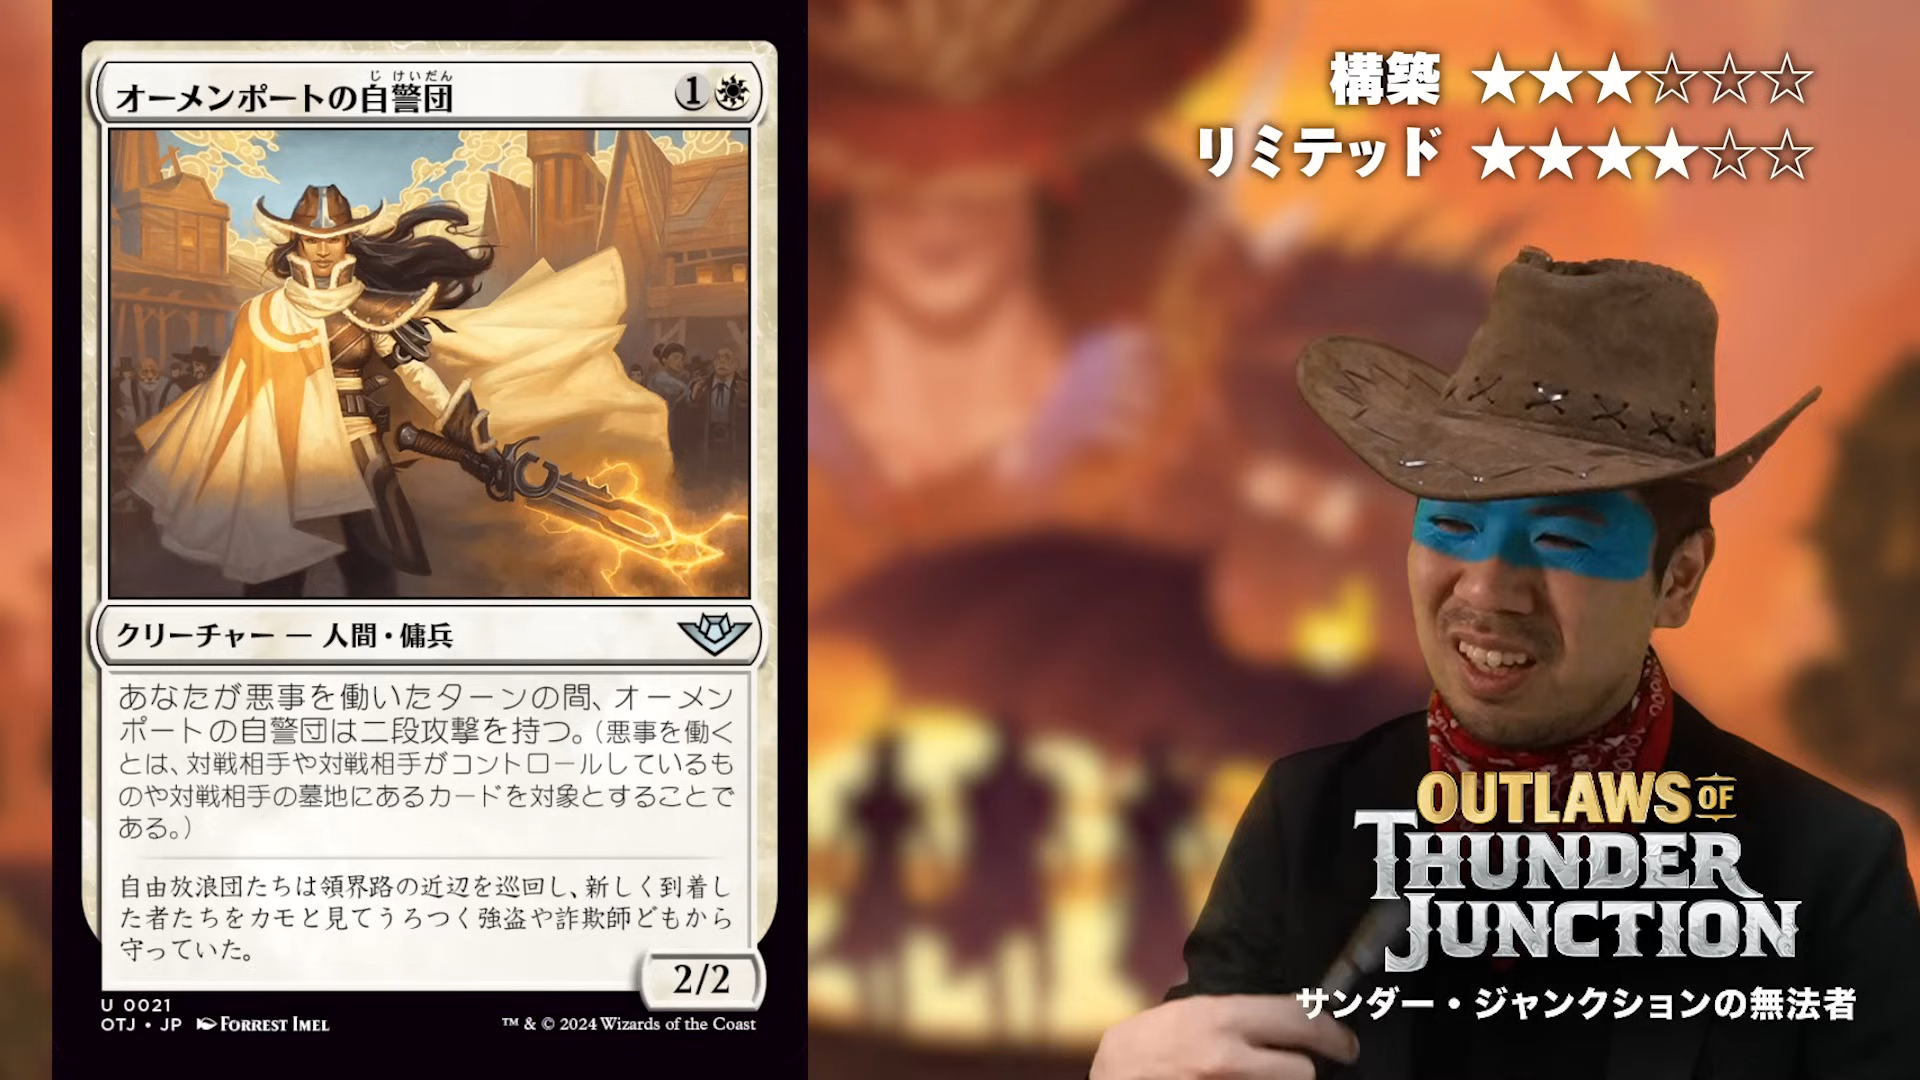 じけいだん
オーメンポートの自警団
1
クリーチャー — 人間・傭兵
あなたが悪事を働いたターンの間、オーメン
ポートの自警団は二段攻撃を持つ。（悪事を働く
とは、対戦相手や対戦相手がコントロールしているも
のや対戦相手の墓地にあるカードを対象とすることで
ある。）
自由放浪団たちは領界路の近辺を巡回し、新しく到着し
た者たちをカモと見てうろつく強盗や詐欺師どもから
守っていた。
2/2
U 0021
OTJ • JP FORREST IMEL
™ & © 2024 Wizards of the Coast
構築 ★★★☆☆☆
リミテッド ★★★★☆☆
OUTLAWS OF
THUNDER
JUNCTION
サンダー・ジャンクションの無法者